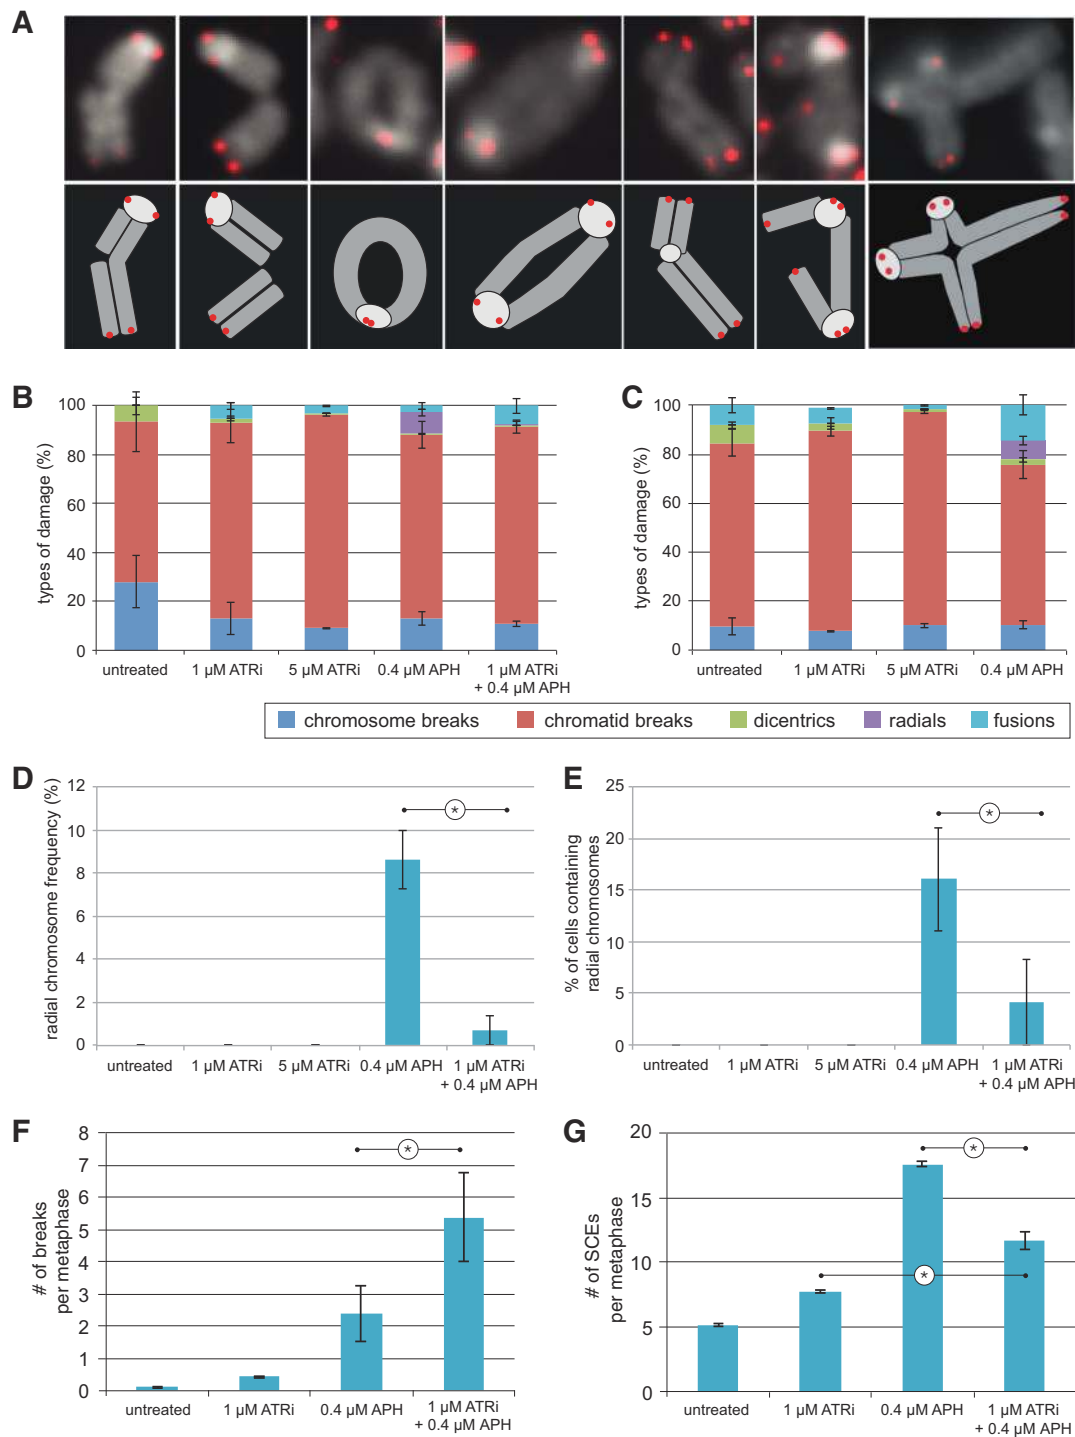 A
B
types of damage (%)
100
80
60
40
20
0
untreated
1 µM ATRi
5 µM ATRi
0.4 µM APH
1 µM ATRi
+ 0.4 µM APH
C
types of damage (%)
100
80
60
40
20
0
untreated
1 µM ATRi
5 µM ATRi
0.4 µM APH
chromosome breaks
chromatid breaks
dicentrics
radials
fusions
D
radial chromosome frequency (%)
12
10
8
6
4
2
0
*
untreated
1 µM ATRi
5 µM ATRi
0.4 µM APH
1 µM ATRi
+ 0.4 µM APH
E
% of cells containing
radial chromosomes
25
20
15
10
5
0
*
untreated
1 µM ATRi
5 µM ATRi
0.4 µM APH
1 µM ATRi
+ 0.4 µM APH
F
# of breaks
per metaphase
8
7
6
5
4
3
2
1
0
*
untreated
1 µM ATRi
0.4 µM APH
1 µM ATRi
+ 0.4 µM APH
G
# of SCEs
per metaphase
20
15
10
5
0
*
*
untreated
1 µM ATRi
0.4 µM APH
1 µM ATRi
+ 0.4 µM APH